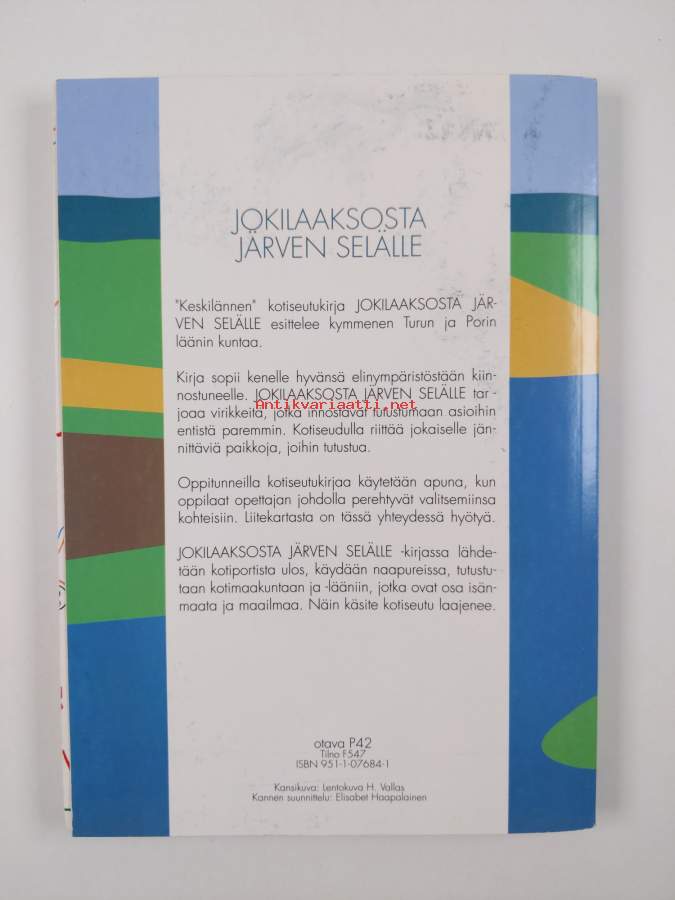 JOKILAAKSOSTA
JÄRVEN SELÄLLE
"Keskilännen" kotiseutukirja JOKILAAKSOSTA JÄR-
VEN SELÄLLE esittelee kymmenen Turun ja Porin
läänin kuntaa.
Kirja sopii kenelle hyvänsä elinympäristöstään kiin-
nostuneelle. JOKILAAKSOSTA JÄRVEN SELÄLLE tar-
Antikvariaatti.net
joaa virikkeitä, jotka innostavat tutustumaan asioihin
entistä paremmin. Kotiseudulla riittää jokaiselle jän-
nittäviä paikkoja, joihin tutustua.
Oppitunneilla kotiseutukirjaa käytetään apuna, kun
oppilaat opettajan johdolla perehtyvät valitsemiinsa
kohteisiin. Liitekartasta on tässä yhteydessä hyötyä.
JOKILAAKSOSTA JÄRVEN SELÄLLE -kirjassa lähde-
tään kotiportista ulos, käydään naapureissa, tutustu-
taan kotimaakuntaan ja -lääniin, jotka ovat osa isän-
maata ja maailmaa. Näin käsite kotiseutu laajenee.
otava P42
Tilno F547
ISBN 951-1-07684-1
Kansikuva: Lentokuva H. Vallas
Kannen suunnittelu: Elisabet Haapalainen